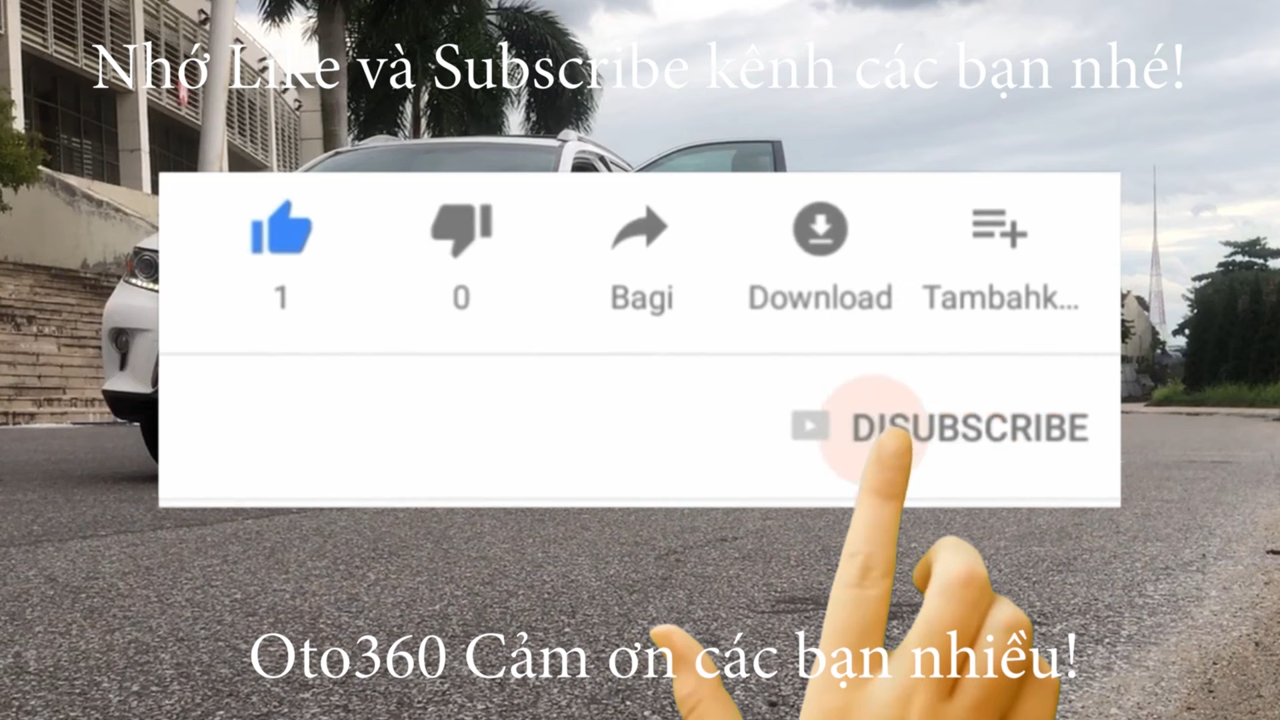 Nhớ Like và Subscribe kênh các bạn nhé!
1 0 Bagi Download Tambahk...
DISUBSCRIBE
Oto360 Cảm ơn các bạn nhiều!